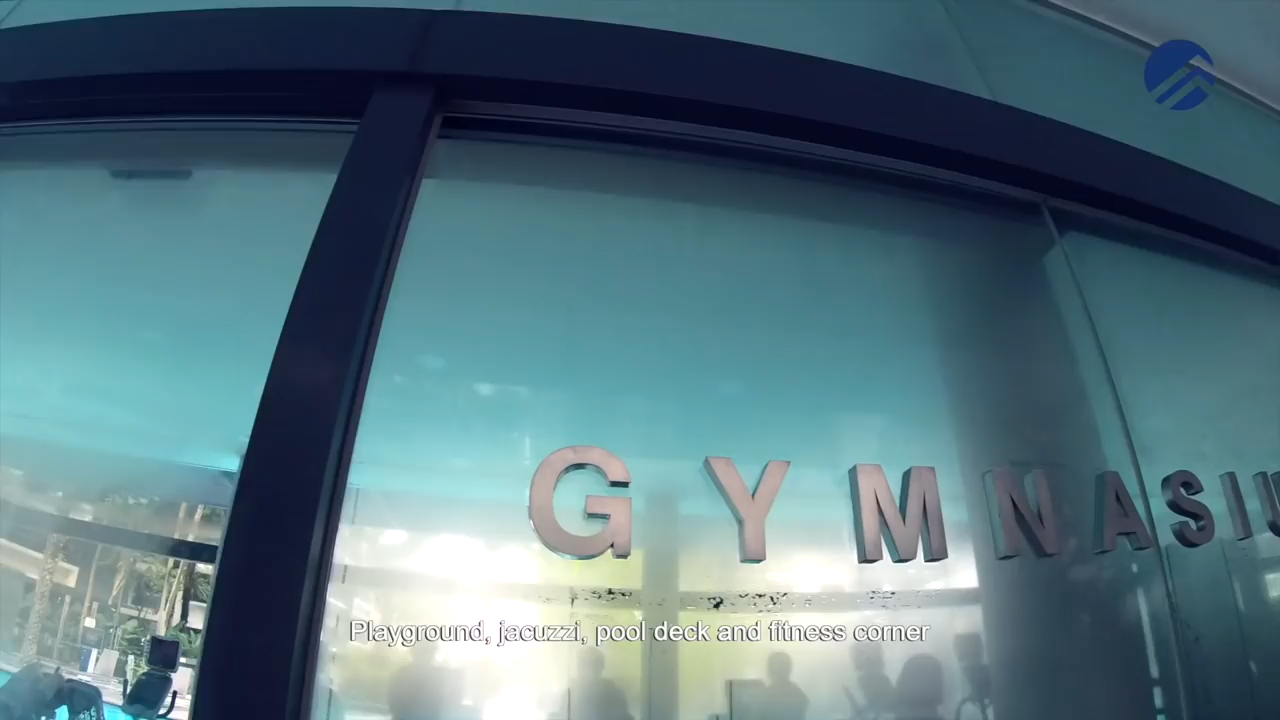 GYMNASIU
Playground, jacuzzi, pool deck and fitness corner